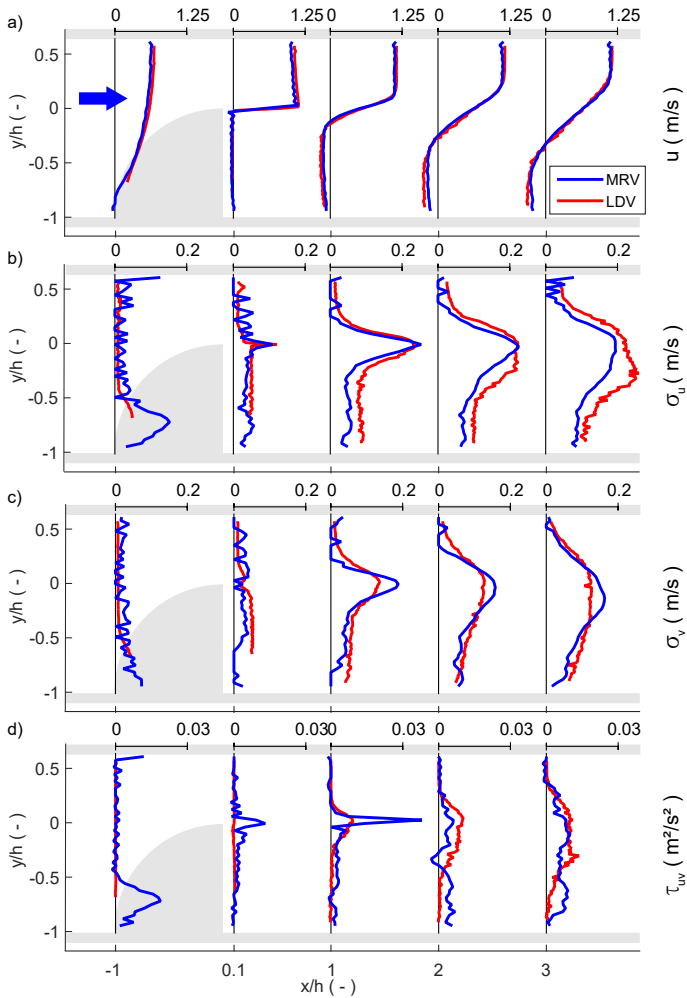 a)
0 1.25 0 1.25 0 1.25 0 1.25 0 1.25
0.5
0
-0.5
-1
y/h ( - )
u ( m/s )
MRV
LDV
b)
0 0.2 0 0.2 0 0.2 0 0.2 0 0.2
0.5
0
-0.5
-1
y/h ( - )
σu ( m/s )
c)
0 0.2 0 0.2 0 0.2 0 0.2 0 0.2
0.5
0
-0.5
-1
y/h ( - )
σv ( m/s )
d)
0 0.03 0 0.03 0 0.03 0 0.03 0 0.03
0.5
0
-0.5
-1
y/h ( - )
τuv ( m²/s² )
-1 0.1 1 2 3
x/h ( - )